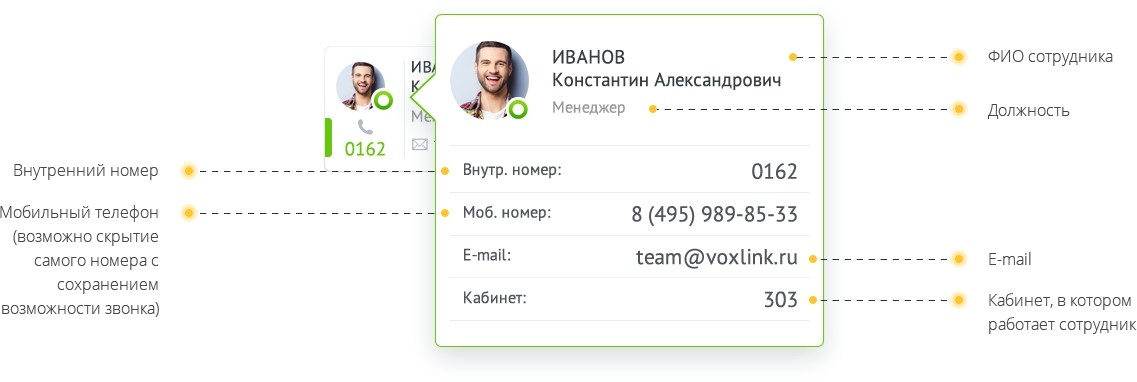 ИВАНОВ
Константин Александрович
Менеджер
ФИО сотрудника
Должность
ИВА
К
Ме
0162
Внутренний номер
Внутр. номер: 0162
Мобильный телефон
(возможно скрытие
самого номера с
сохранением
возможности звонка)
Моб. номер: 8 (495) 989-85-33
E-mail: team@voxlink.ru
E-mail
Кабинет: 303
Кабинет, в котором
работает сотрудник